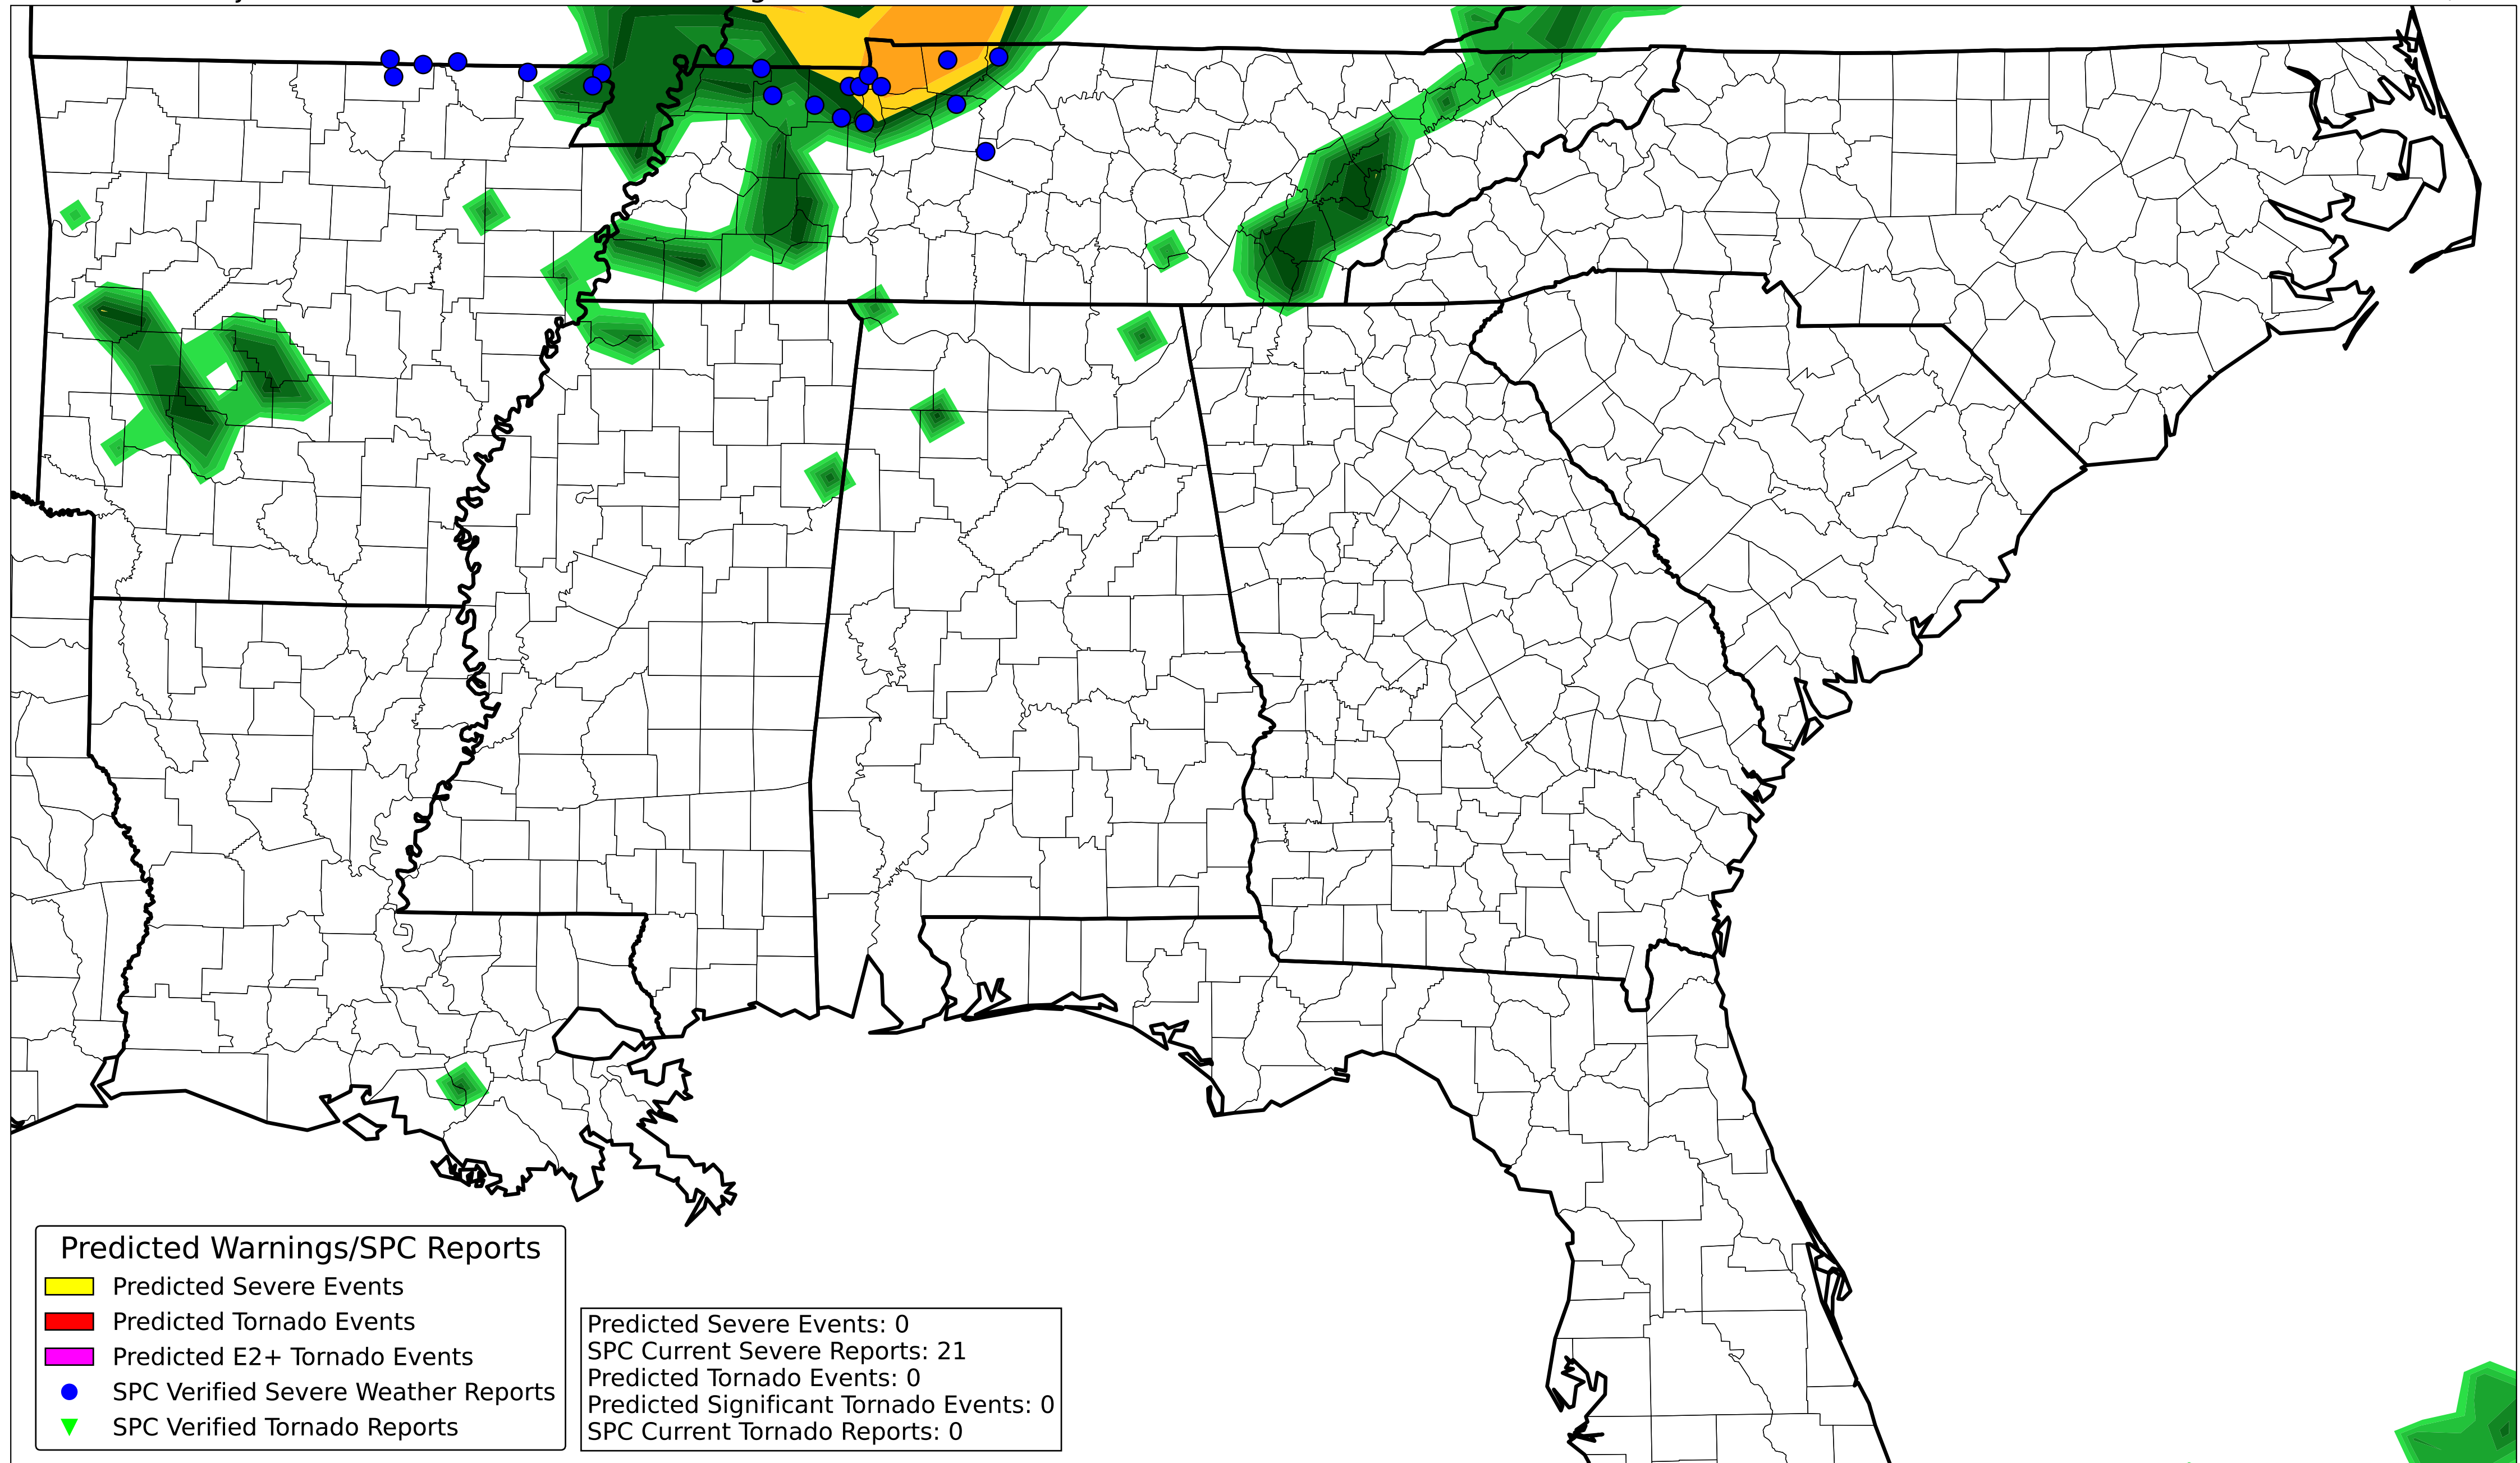 Predicted Warnings/SPC Reports
Predicted Severe Events
Predicted Tornado Events
Predicted E2+ Tornado Events
SPC Verified Severe Weather Reports
SPC Verified Tornado Reports
Predicted Severe Events: 0
SPC Current Severe Reports: 21
Predicted Tornado Events: 0
Predicted Significant Tornado Events: 0
SPC Current Tornado Reports: 0